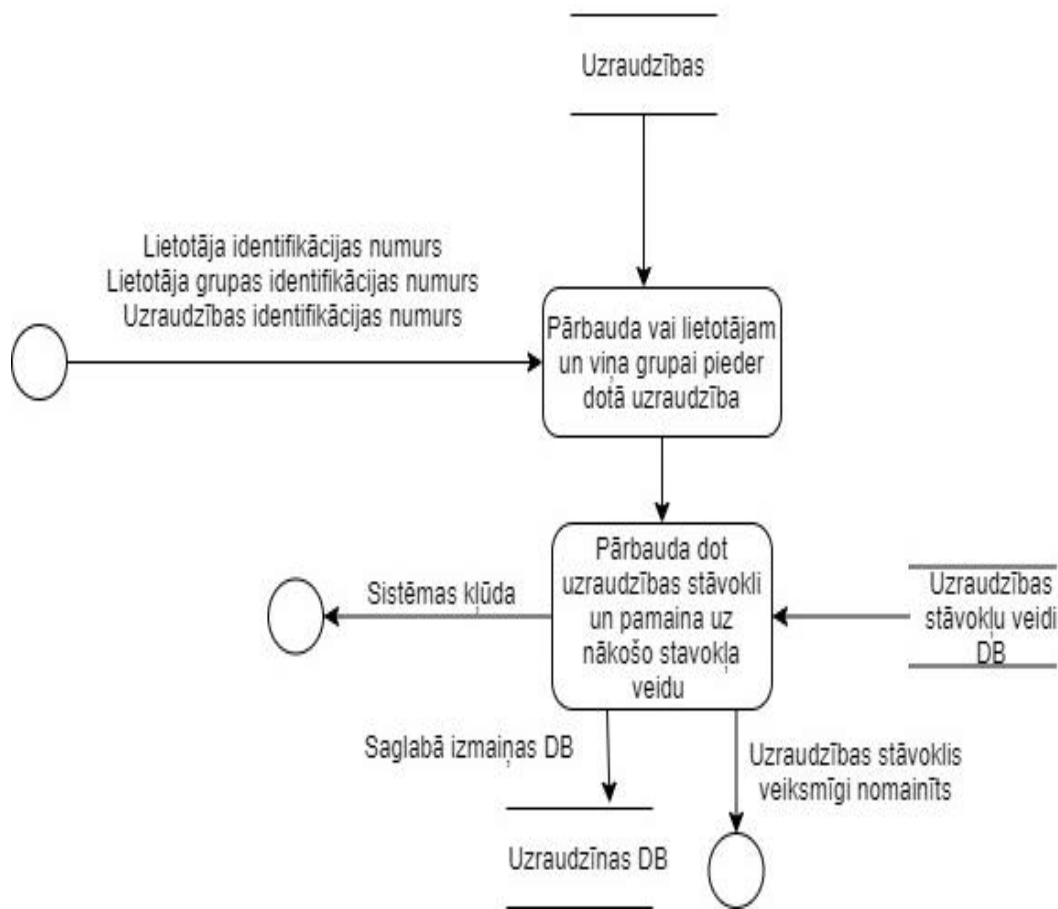 Uzraudzības
Lietotāja identifikācijas numurs
Lietotāja grupas identifikācijas numurs
Uzraudzības identifikācijas numurs
Pārbauda vai lietotājam
un viņa grupai pieder
dotā uzraudzība
Pārbauda dot
uzraudzības stāvokli
un pamaina uz
nākošo stavokļa
veidu
Sistēmas kļūda
Uzraudzības
stāvokļu veidi
DB
Saglabā izmaiņas DB
Uzraudzības stāvoklis
veiksmīgi nomainīts
Uzraudzīnas DB